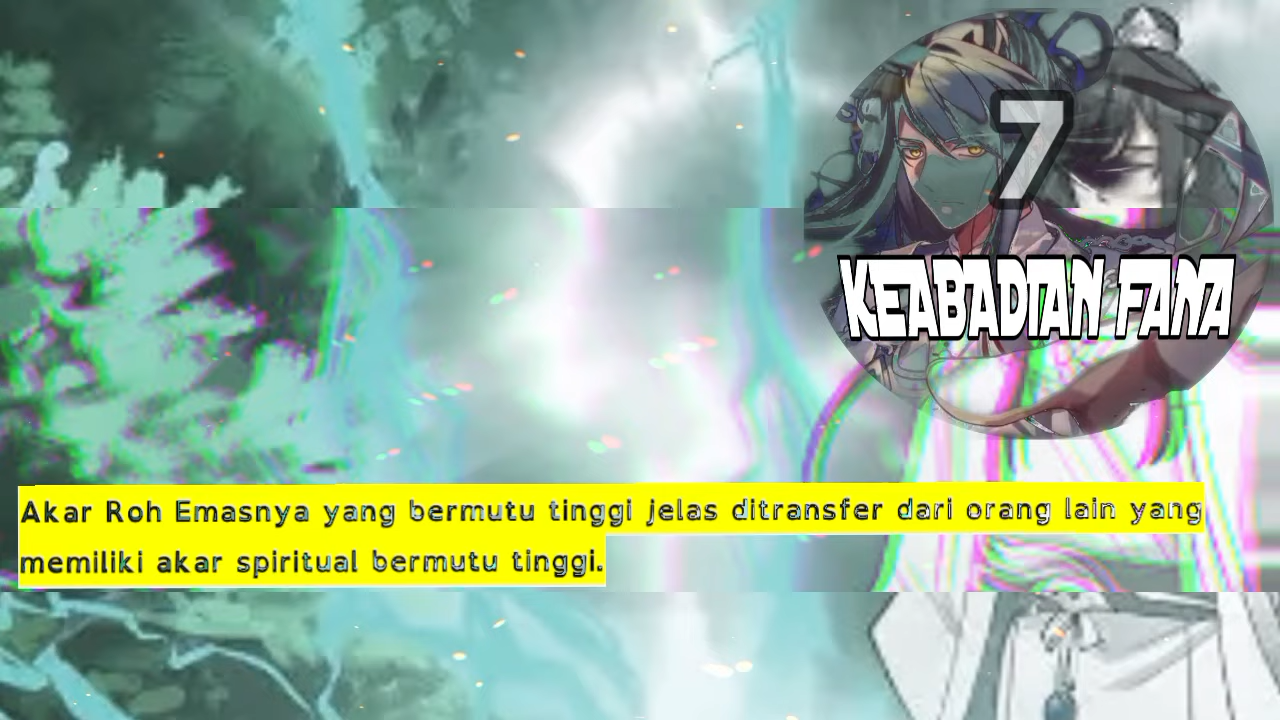 7
KEABADIAN FANA
Akar Roh Emasnya yang bermutu tinggi jelas ditransfer dari orang lain yang
memiliki akar spiritual bermutu tinggi.